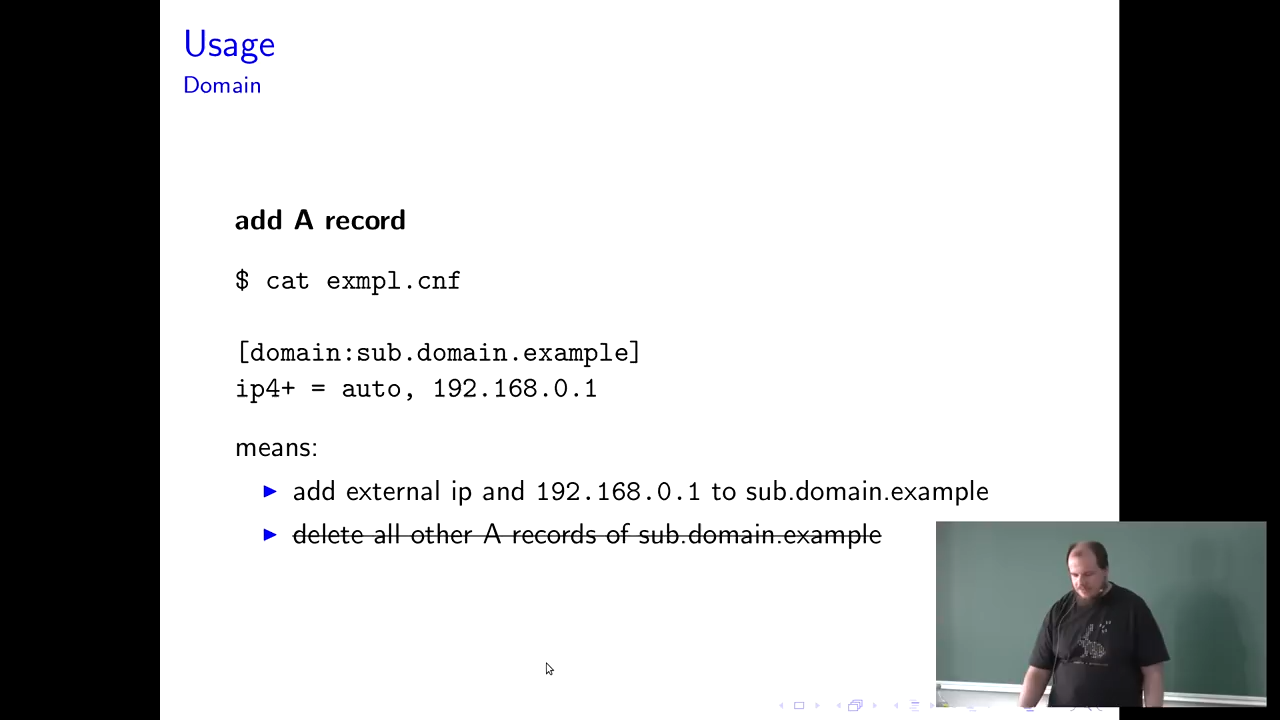 Usage
Domain
add A record
$ cat exmpl.cnf
[domain:sub.domain.example]
ip4+ = auto, 192.168.0.1
means:
add external ip and 192.168.0.1 to sub.domain.example
delete all other A records of sub.domain.example